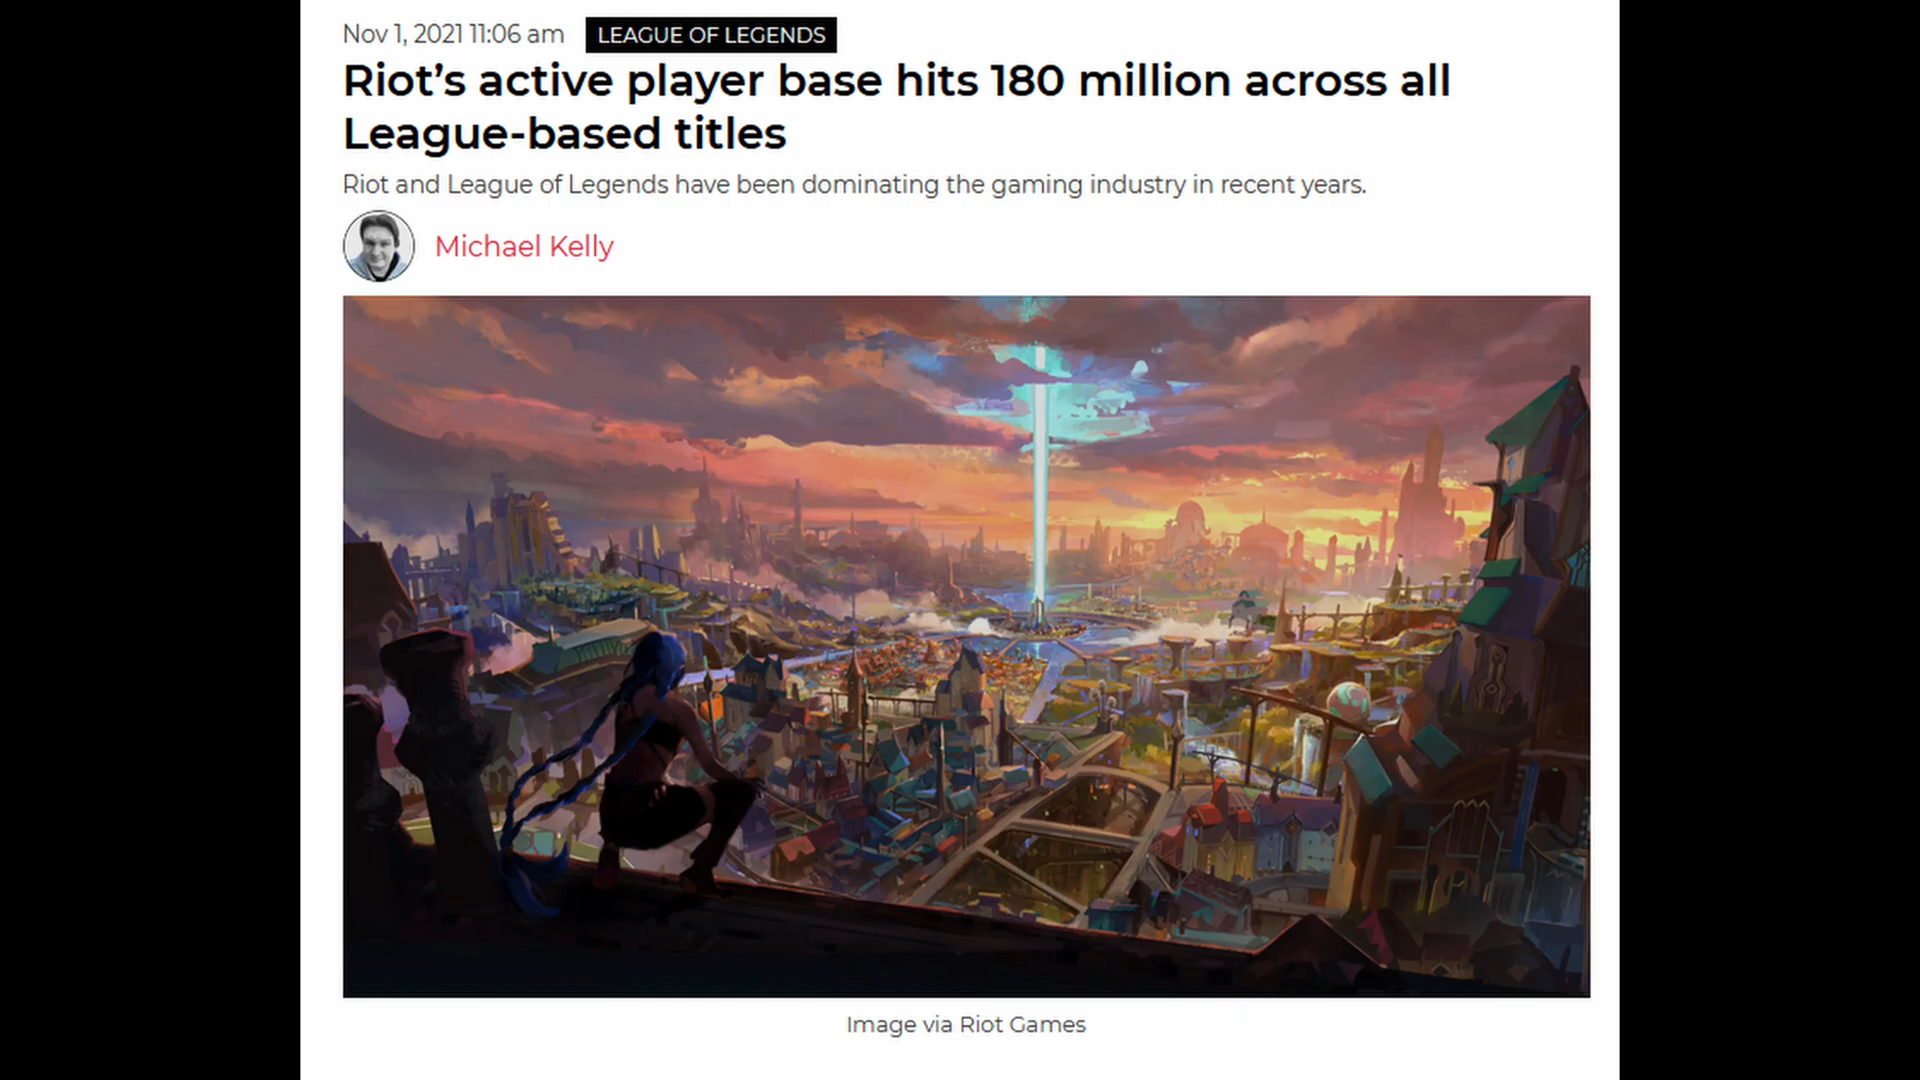 Nov 1, 2021 11:06 am LEAGUE OF LEGENDS
Riot’s active player base hits 180 million across all
League-based titles
Riot and League of Legends have been dominating the gaming industry in recent years.
Michael Kelly
Image via Riot Games